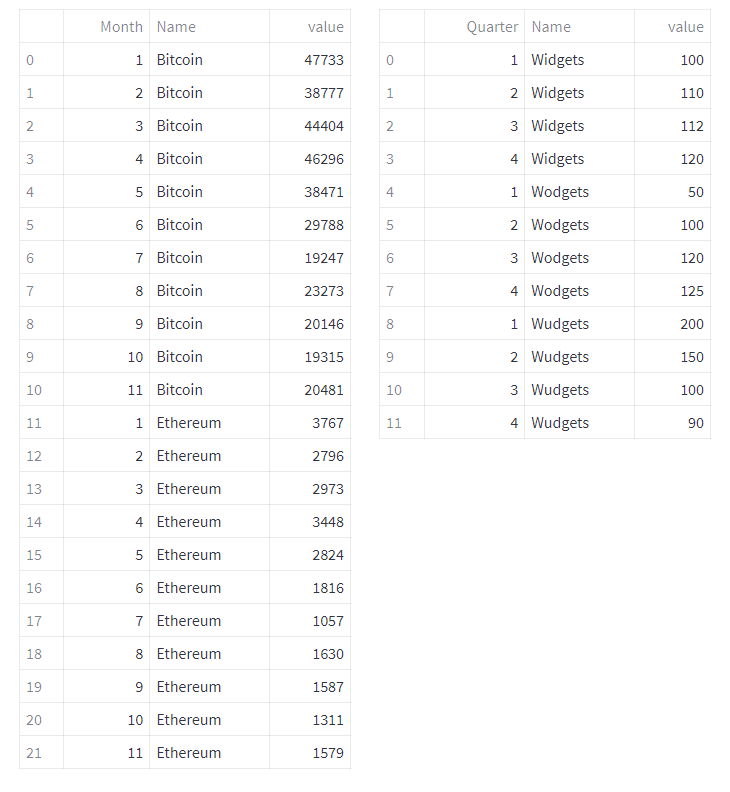 Month Name value
0 1 Bitcoin 47733
1 2 Bitcoin 38777
2 3 Bitcoin 44404
3 4 Bitcoin 46296
4 5 Bitcoin 38471
5 6 Bitcoin 29788
6 7 Bitcoin 19247
7 8 Bitcoin 23273
8 9 Bitcoin 20146
9 10 Bitcoin 19315
10 11 Bitcoin 20481
11 1 Ethereum 3767
12 2 Ethereum 2796
13 3 Ethereum 2973
14 4 Ethereum 3448
15 5 Ethereum 2824
16 6 Ethereum 1816
17 7 Ethereum 1057
18 8 Ethereum 1630
19 9 Ethereum 1587
20 10 Ethereum 1311
21 11 Ethereum 1579
Quarter Name value
0 1 Widgets 100
1 2 Widgets 110
2 3 Widgets 112
3 4 Widgets 120
4 1 Wodgets 50
5 2 Wodgets 100
6 3 Wodgets 120
7 4 Wodgets 125
8 1 Wudgets 200
9 2 Wudgets 150
10 3 Wudgets 100
11 4 Wudgets 90